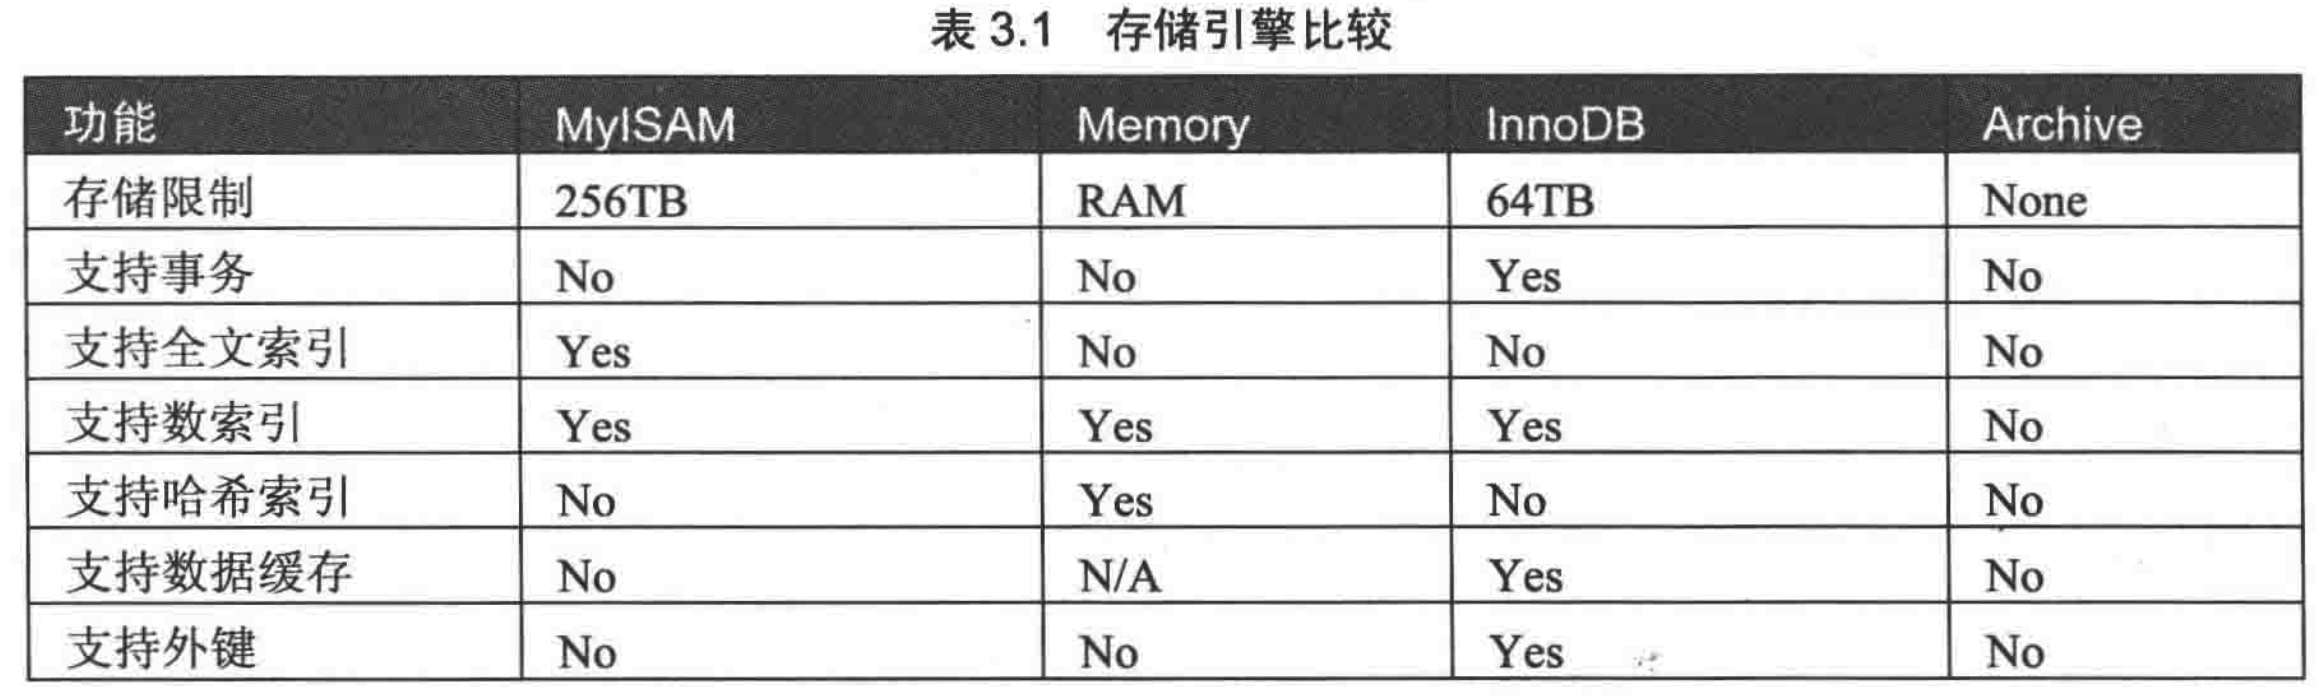 表 3.1 存储引擎比较
功能 MyISAM Memory InnoDB Archive
存储限制 256TB RAM 64TB None
支持事务 No No Yes No
支持全文索引 Yes No No No
支持数索引 Yes Yes Yes No
支持哈希索引 No Yes No No
支持数据缓存 No N/A Yes No
支持外键 No No Yes No